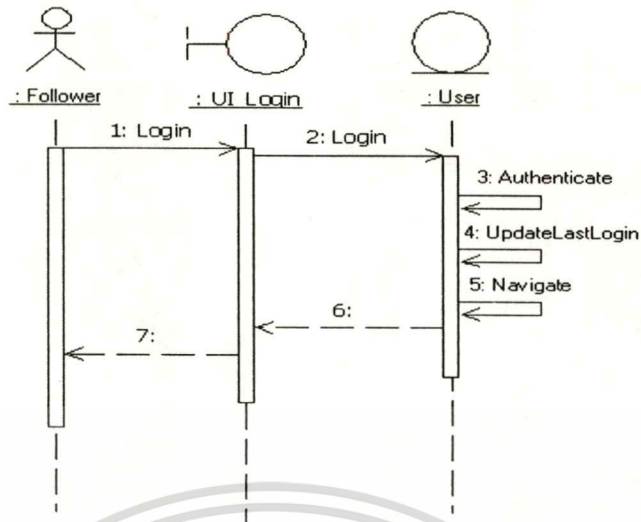 : Follower
: UI Login
: User
1: Login
2: Login
3: Authenticate
4: UpdateLastLogin
5: Navigate
6:
7: